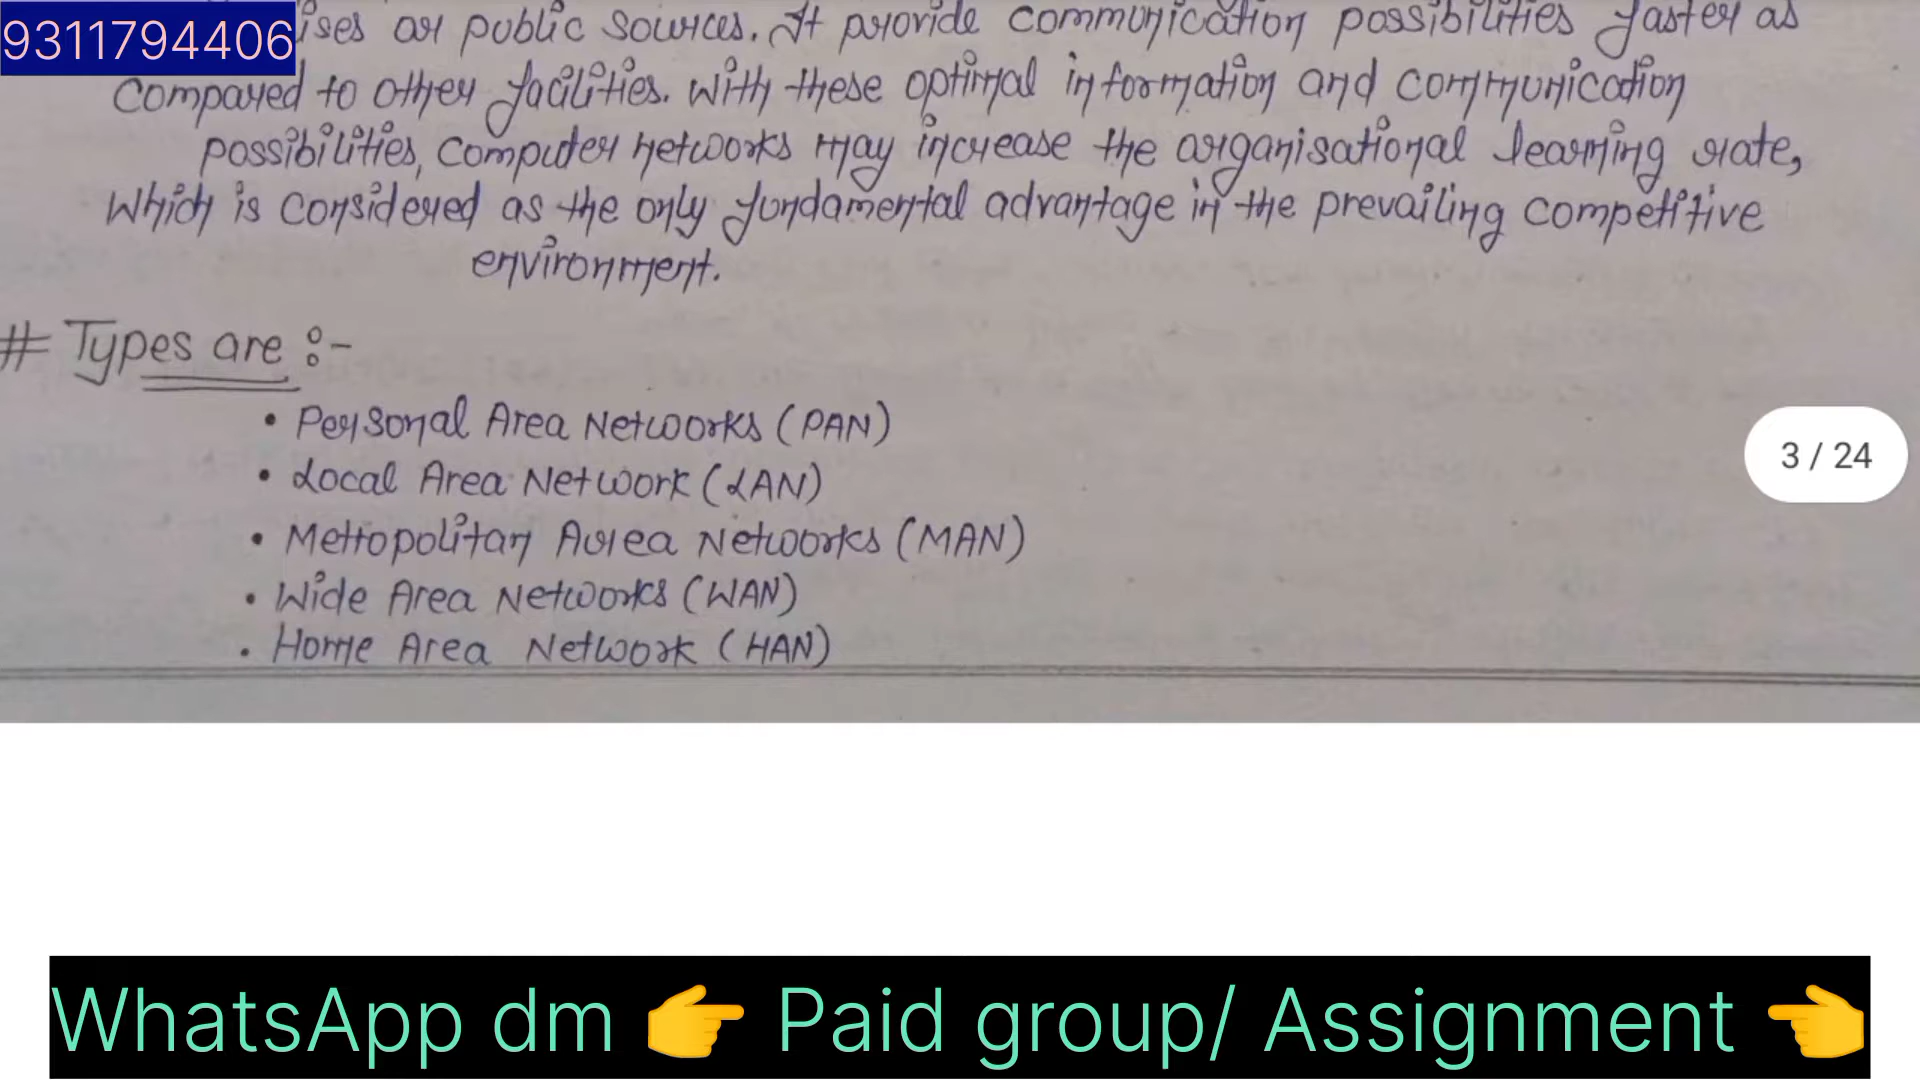 9311794406
ises or public sources. It provide communication possibilities faster as
compared to other facilities. With these optimal information and communication
possibilities, computer networks may increase the organisational learning rate,
which is considered as the only fundamental advantage in the prevailing competitive
environment.
# Types are :-
• Personal Area Networks (PAN)
• Local Area Network (LAN)
• Metropolitan Area Networks (MAN)
• Wide Area Networks (WAN)
• Home Area Network (HAN)
3 / 24
WhatsApp dm 👉 Paid group/ Assignment 👈